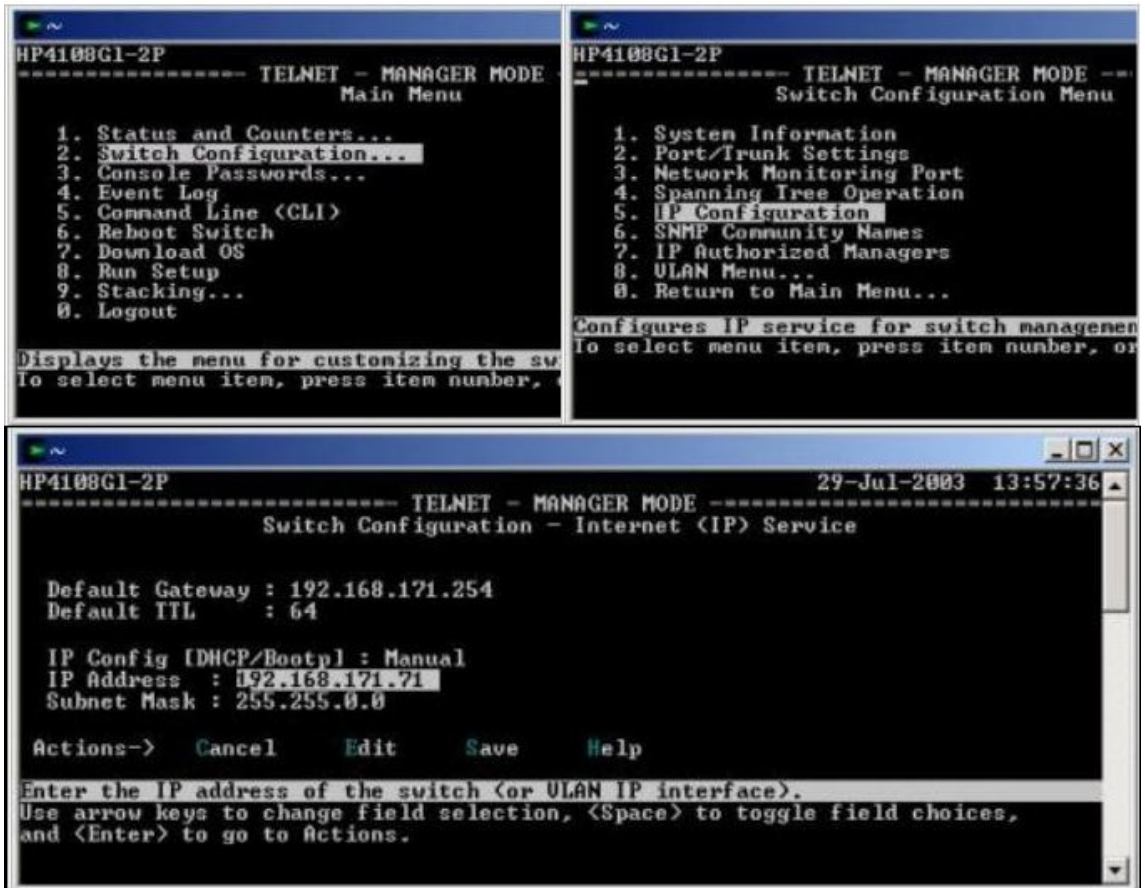 ~
HP4108Gl-2P
---------------- TELNET - MANAGER MODE -
Main Menu
1. Status and Counters...
2. Switch Configuration...
3. Console Passwords...
4. Event Log
5. Command Line (CLI)
6. Reboot Switch
7. Download OS
8. Run Setup
9. Stacking...
0. Logout
Displays the menu for customizing the sw
To select menu item, press item number,
~
HP4108Gl-2P
---------------- TELNET - MANAGER MODE ---
Switch Configuration Menu
1. System Information
2. Port/Trunk Settings
3. Network Monitoring Port
4. Spanning Tree Operation
5. IP Configuration
6. SNMP Community Names
7. IP Authorized Managers
8. VLAN Menu...
0. Return to Main Menu...
Configures IP service for switch managemen
To select menu item, press item number, or
~
HP4108Gl-2P 29-Jul-2003 13:57:36
---------------------------- TELNET - MANAGER MODE -----------------------------
Switch Configuration - Internet (IP) Service
Default Gateway : 192.168.171.254
Default TTL : 64
IP Config [DHCP/Bootp] : Manual
IP Address : 192.168.171.71
Subnet Mask : 255.255.0.0
Actions-> Cancel Edit Save Help
Enter the IP address of the switch (or VLAN IP interface).
Use arrow keys to change field selection, <Space> to toggle field choices,
and <Enter> to go to Actions.